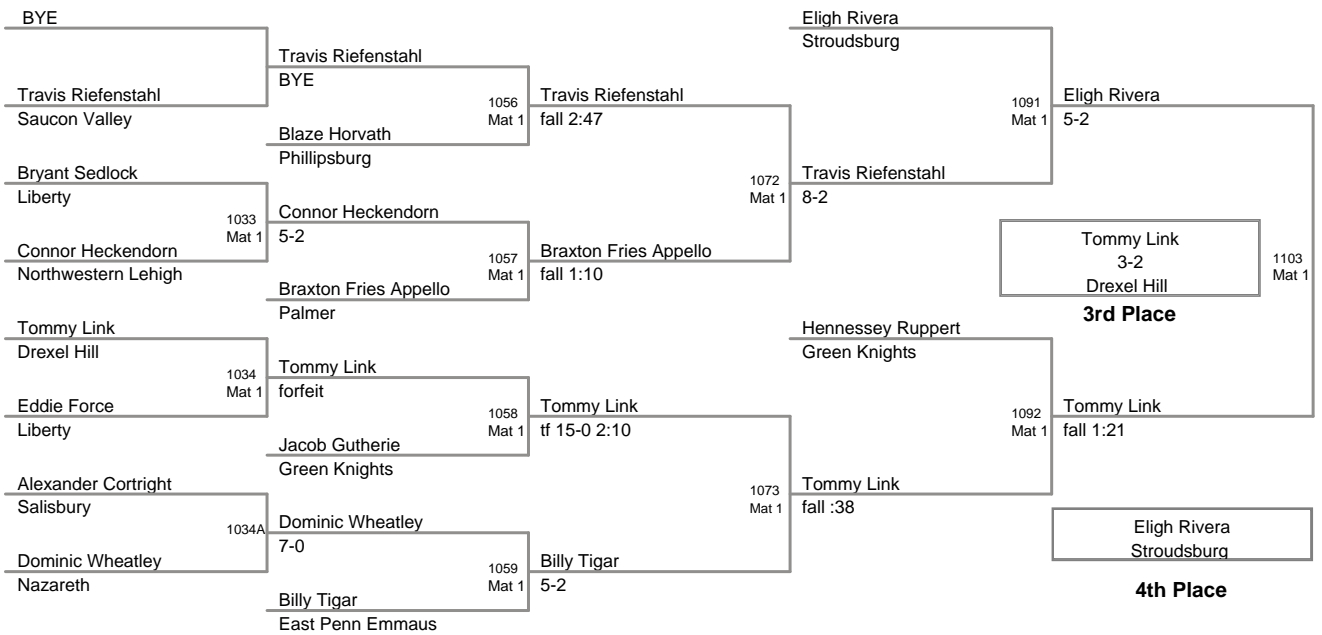 BYE
Travis Riefenstahl
Saucon Valley
Bryant Sedlock
Liberty
1033
Mat 1
Connor Heckendorn
Northwestern Lehigh
Tommy Link
Drexel Hill
1034
Mat 1
Eddie Force
Liberty
Alexander Cortright
Salisbury
1034A
Dominic Wheatley
Nazareth
Travis Riefenstahl
BYE
1056
Mat 1
Blaze Horvath
Phillipsburg
Connor Heckendorn
5-2
1057
Mat 1
Braxton Fries Appello
Palmer
Tommy Link
forfeit
1058
Mat 1
Jacob Gutherie
Green Knights
Dominic Wheatley
7-0
1059
Mat 1
Billy Tigar
East Penn Emmaus
Travis Riefenstahl
fall 2:47
1072
Mat 1
Braxton Fries Appello
fall 1:10
Tommy Link
tf 15-0 2:10
1073
Mat 1
Billy Tigar
5-2
Eligh Rivera
Stroudsburg
1091
Mat 1
Travis Riefenstahl
8-2
Hennessey Ruppert
Green Knights
1092
Mat 1
Tommy Link
fall :38
Eligh Rivera
5-2
1103
Mat 1
Tommy Link
fall 1:21
Tommy Link
3-2
Drexel Hill
3rd Place
Eligh Rivera
Stroudsburg
4th Place